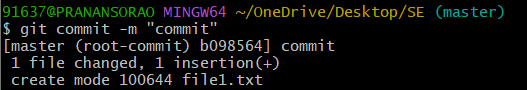 91637@PRANANSORAO MINGW64 ~/OneDrive/Desktop/SE (master)
$ git commit -m "commit"
[master (root-commit) b098564] commit
 1 file changed, 1 insertion(+)
 create mode 100644 file1.txt